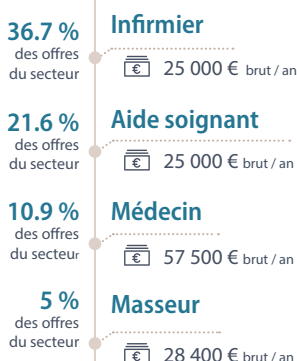 36.7 %
des offres
du secteur
Infirmier
25 000 € brut / an
21.6 %
des offres
du secteur
Aide soignant
25 000 € brut / an
10.9 %
des offres
du secteur
Médecin
57 500 € brut / an
5 %
des offres
du secteur
Masseur
28 400 € brut / an